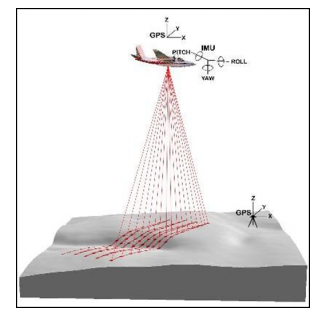 Z
Y
GPS X
PITCH IMU
ROLL
YAW
Z
GPS Y
X